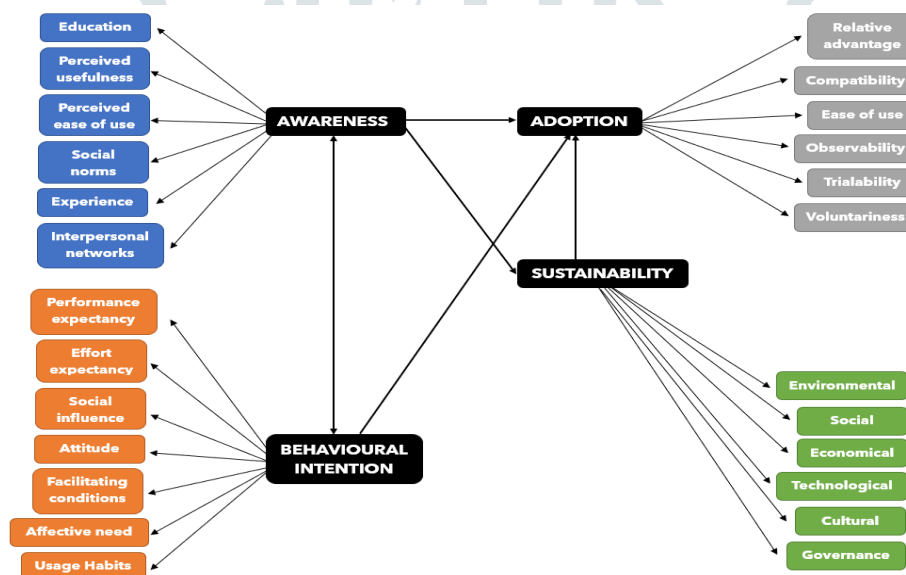 Education
Perceived
usefulness
Perceived
ease of use
Social
norms
Experience
Interpersonal
networks
AWARENESS
ADOPTION
Relative
advantage
Compatibility
Ease of use
Observability
Trialability
Voluntariness
SUSTAINABILITY
Performance
expectancy
Effort
expectancy
Social
influence
Attitude
Facilitating
conditions
Affective need
Usage Habits
BEHAVIOURAL
INTENTION
Environmental
Social
Economical
Technological
Cultural
Governance